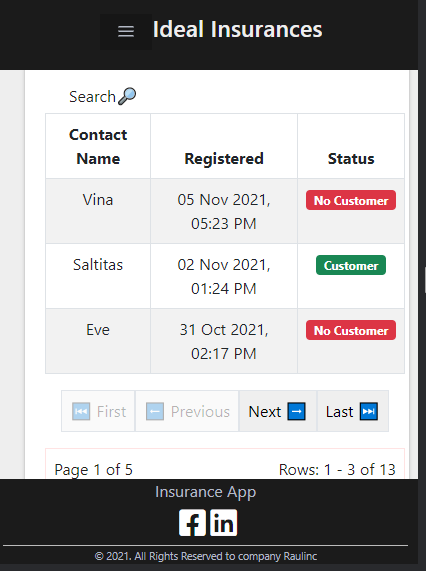 Ideal Insurances
Search
Contact
Name
Registered
Status
Vina
05 Nov 2021,
05:23 PM
No Customer
Saltitas
02 Nov 2021,
01:24 PM
Customer
Eve
31 Oct 2021,
02:17 PM
No Customer
First
Previous
Next
Last
Page 1 of 5
Rows: 1 - 3 of 13
Insurance App
© 2021. All Rights Reserved to company Raulinc